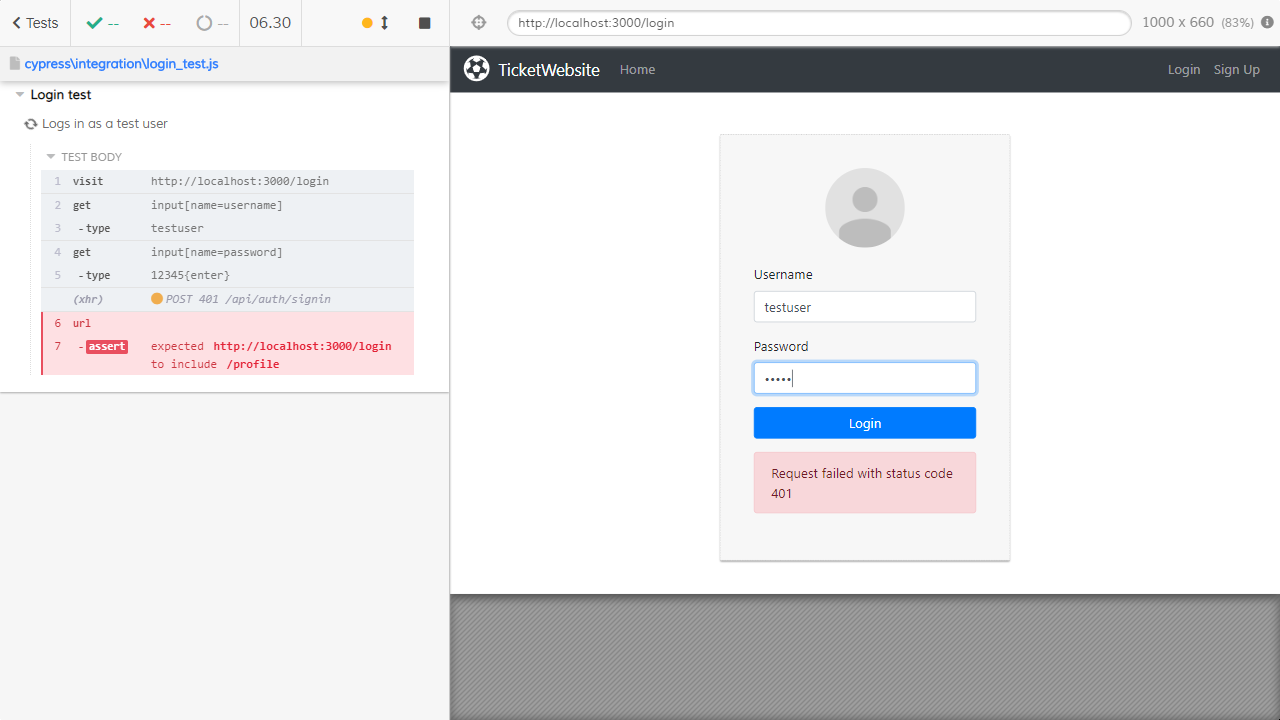 Tests -- -- -- 06.30
http://localhost:3000/login 1000 x 660 (83%)
cypress\integration\login_test.js
Login test
Logs in as a test user
TEST BODY
1 visit http://localhost:3000/login
2 get input[name=username]
3 - type testuser
4 get input[name=password]
5 - type 12345{enter}
(xhr) POST 401 /api/auth/signin
6 url
7 - assert expected http://localhost:3000/login
to include /profile
TicketWebsite Home Login Sign Up
Username
testuser
Password
•••••
Login
Request failed with status code
401